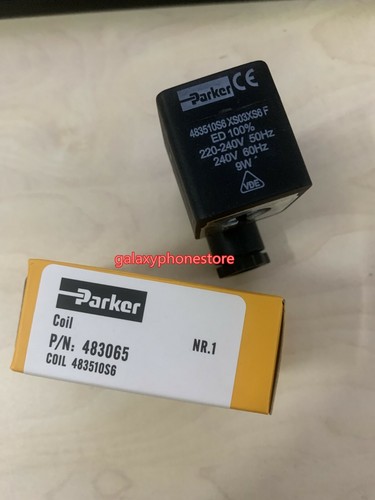 Parker CE
483510S6 XS03XS6 F
ED 100%
220-240V 50Hz
240V 60Hz
9W
VDE
galaxyphonestore
Parker
Coil
P/N: 483065 NR.1
COIL 483510S6